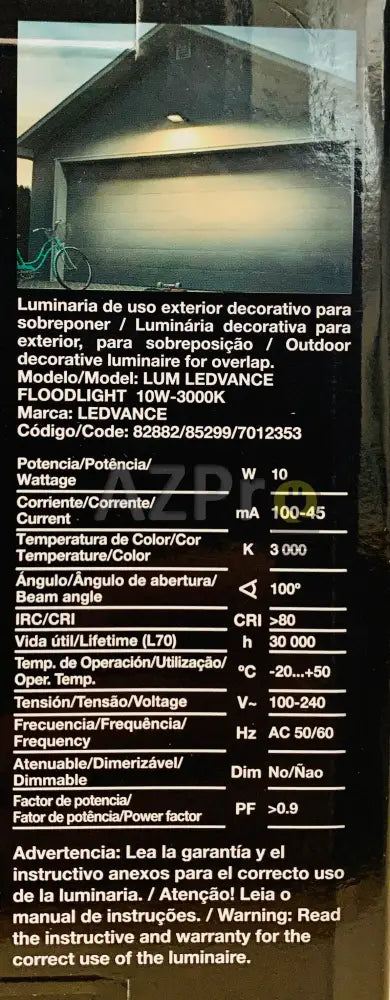 Luminaria de uso exterior decorativo para
sobreponer / Luminária decorativa para
exterior, para sobreposição / Outdoor
decorative luminaire for overlap.
Modelo/Model: LUM LEDVANCE
FLOODLIGHT 10W-3000K
Marca: LEDVANCE
Código/Code: 82882/85299/7012353
Potencia/Potência/
Wattage W 10
Corriente/Corrente/
Current mA 100-45
Temperatura de Color/Cor
Temperature/Color K 3 000
AZPro
Ángulo/Ângulo de abertura/
Beam angle 100º
IRC/CRI CRI >80
Vida útil/Lifetime (L70) h 30 000
Temp. de Operación/Utilização/
Oper. Temp. ºC -20...+50
Tensión/Tensão/Voltage V~ 100-240
Frecuencia/Frequência/
Frequency Hz AC 50/60
Atenuable/Dimerizável/
Dimmable Dim No/Ñao
Factor de potencia/
Fator de potência/Power factor PF >0.9
Advertencia: Lea la garantía y el
instructivo anexos para el correcto uso
de la luminaria. / Atenção! Leia o
manual de instruções. / Warning: Read
the instructive and warranty for the
correct use of the luminaire.